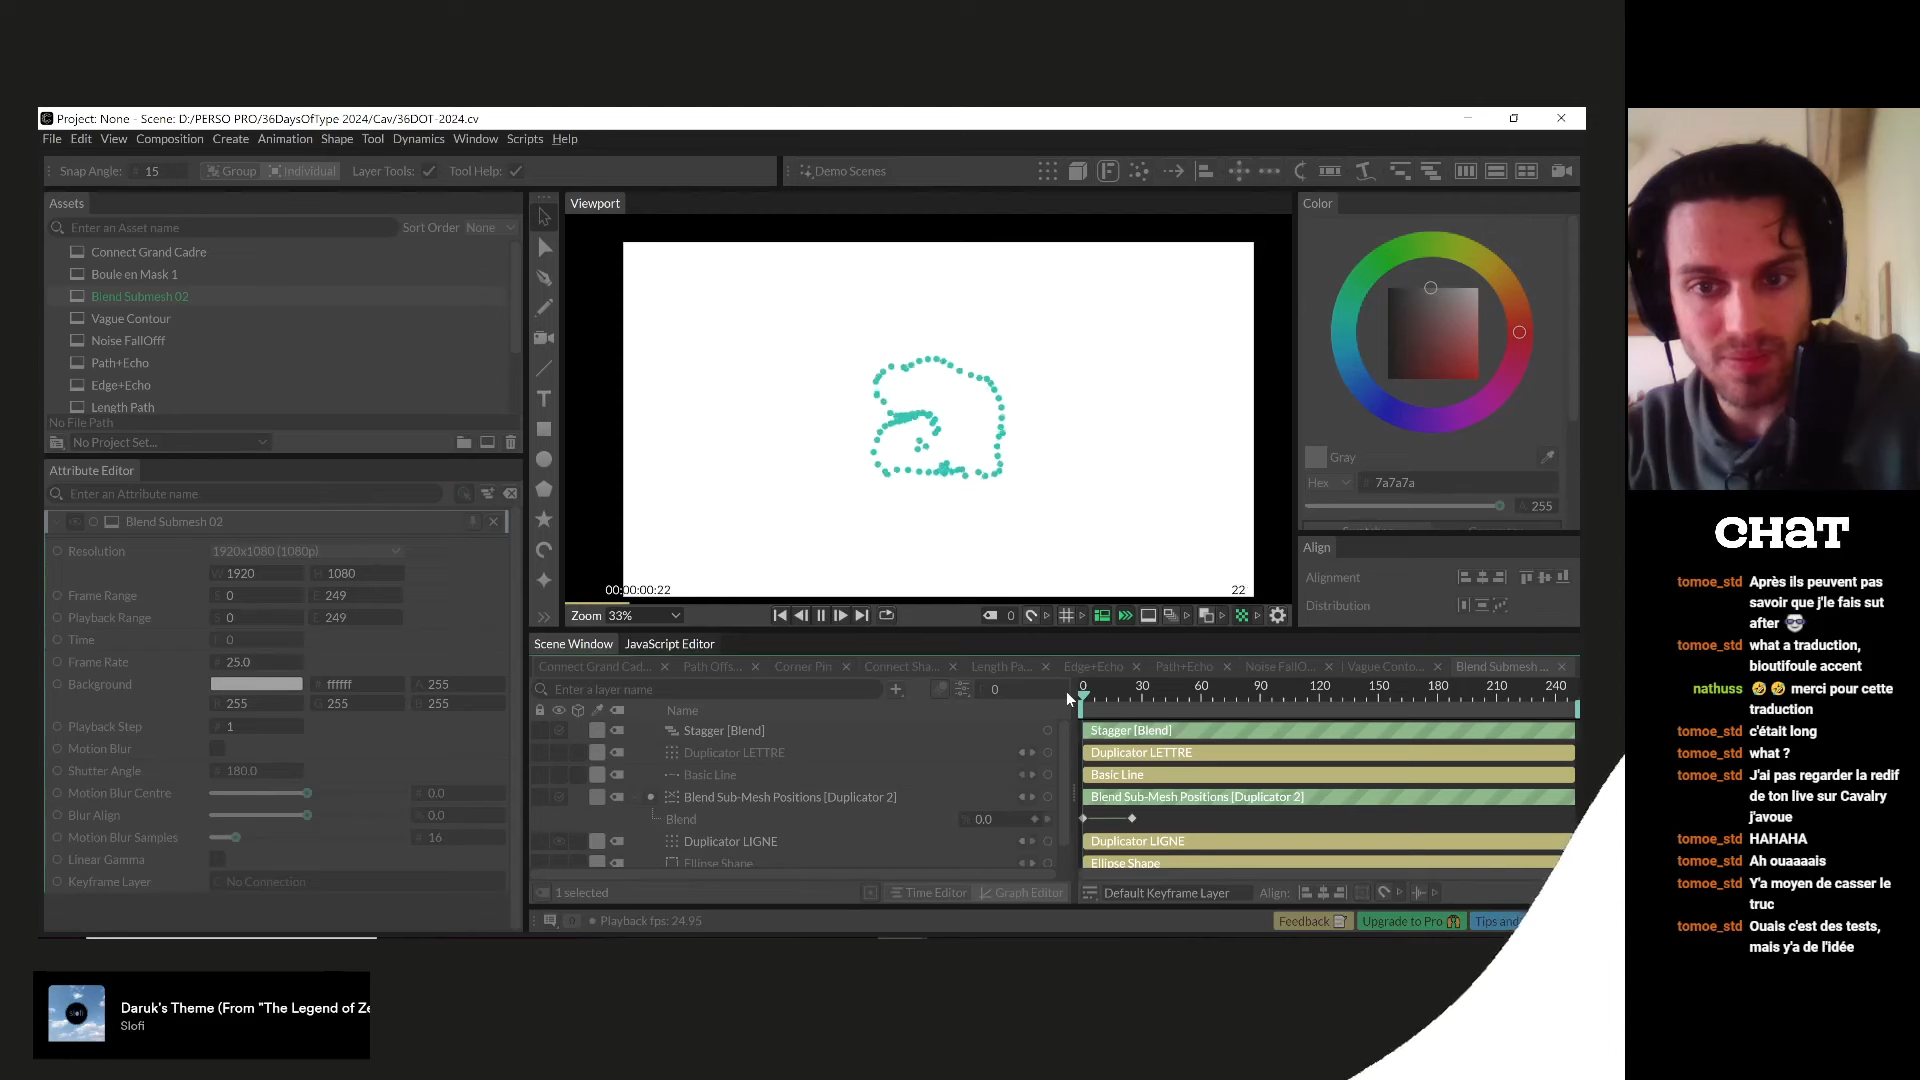 Project: None - Scene: D:/PERSO PRO/36DaysOfType 2024/Cav/36DOT-2024.cv
File Edit View Composition Create Animation Shape Tool Dynamics Window Scripts Help
Snap Angle: 15 Group Individual Layer Tools: Tool Help: Demo Scenes
Assets
Enter an Asset name Sort Order None
Connect Grand Cadre
Boule en Mask 1
Blend Submesh 02
Vague Contour
Noise FallOfff
Path+Echo
Edge+Echo
Length Path
No File Path
No Project Set...
Attribute Editor
Enter an Attribute name
Blend Submesh 02
Resolution 1920x1080 (1080p)
W 1920 H 1080
Frame Range S 0 E 249
Playback Range S 0 E 249
Time 0
Frame Rate 25.0
Background # ffffff A 255
R 255 G 255 B 255
Playback Step 1
Motion Blur
Shutter Angle 180.0
Motion Blur Centre 0.0
Blur Align 0.0
Motion Blur Samples 16
Linear Gamma
Keyframe Layer C No Connection
Viewport
00:00:00:22 22
Zoom 33% 0
Color
Gray
Hex # 7a7a7a
255
Align
Alignment
Distribution
Scene Window JavaScript Editor
Connect Grand Cad... Path Offs... Corner Pin Connect Sha... Length Pa... Edge+Echo Path+Echo Noise FallO... Vague Conto... Blend Submesh ...
Enter a layer name 0
0 30 60 90 120 150 180 210 240
Name
Stagger [Blend] Stagger [Blend]
Duplicator LETTRE Duplicator LETTRE
Basic Line Basic Line
Blend Sub-Mesh Positions [Duplicator 2] Blend Sub-Mesh Positions [Duplicator 2]
Blend 0.0
Duplicator LIGNE Duplicator LIGNE
Ellipse Shape Ellipse Shape
1 selected Time Editor Graph Editor Default Keyframe Layer Align:
Playback fps: 24.95 Feedback Upgrade to Pro Tips and
slofi
Daruk's Theme (From "The Legend of Ze
Slofi
CHAT
tomoe_std Après ils peuvent pas
savoir que j'le fais sut
after
tomoe_std what a traduction,
bioutifoule accent
nathuss 🤣 🤣 merci pour cette
traduction
tomoe_std c'était long
tomoe_std what ?
tomoe_std J'ai pas regarder la redif
de ton live sur Cavalry
j'avoue
tomoe_std HAHAHA
tomoe_std Ah ouaaaais
tomoe_std Y'a moyen de casser le
truc
tomoe_std Ouais c'est des tests,
mais y'a de l'idée